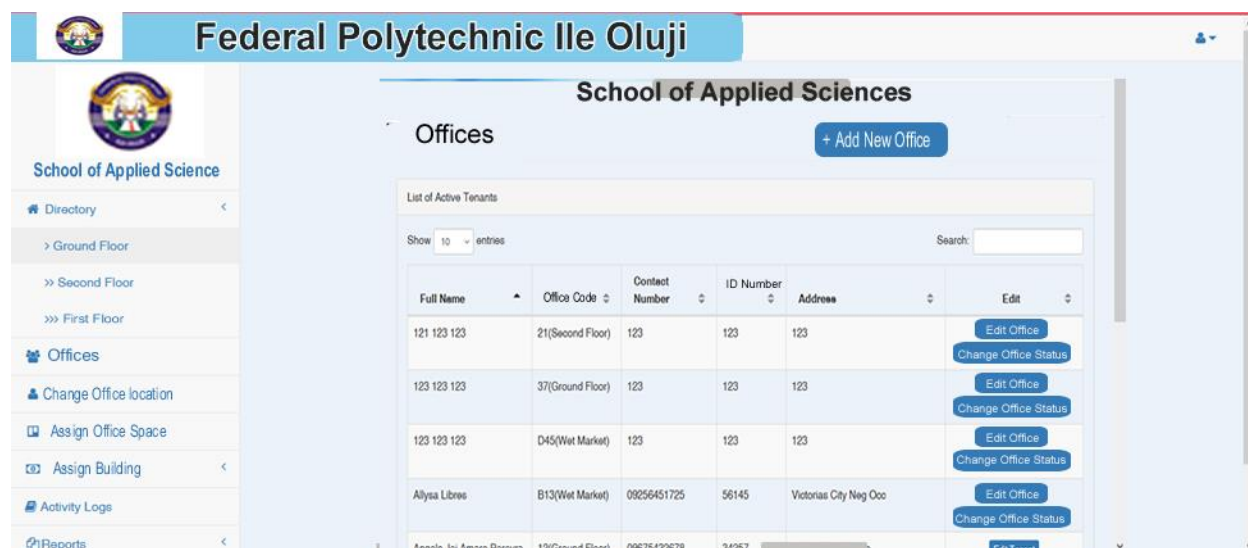 Federal Polytechnic Ile Oluji
School of Applied Science
Directory
> Ground Floor
>> Second Floor
>>> First Floor
Offices
Change Office location
Assign Office Space
Assign Building
Activity Logs
Reports
School of Applied Sciences
Offices
+ Add New Office
List of Active Tenants
Show 10 entries
Search:
Full Name Office Code Contact Number ID Number Address Edit
121 123 123 21(Second Floor) 123 123 123 Edit Office
Change Office Status
123 123 123 37(Ground Floor) 123 123 123 Edit Office
Change Office Status
123 123 123 D45(Wet Market) 123 123 123 Edit Office
Change Office Status
Allysa Libres B13(Wet Market) 09256451725 56145 Victorias City Neg Occ Edit Office
Change Office Status